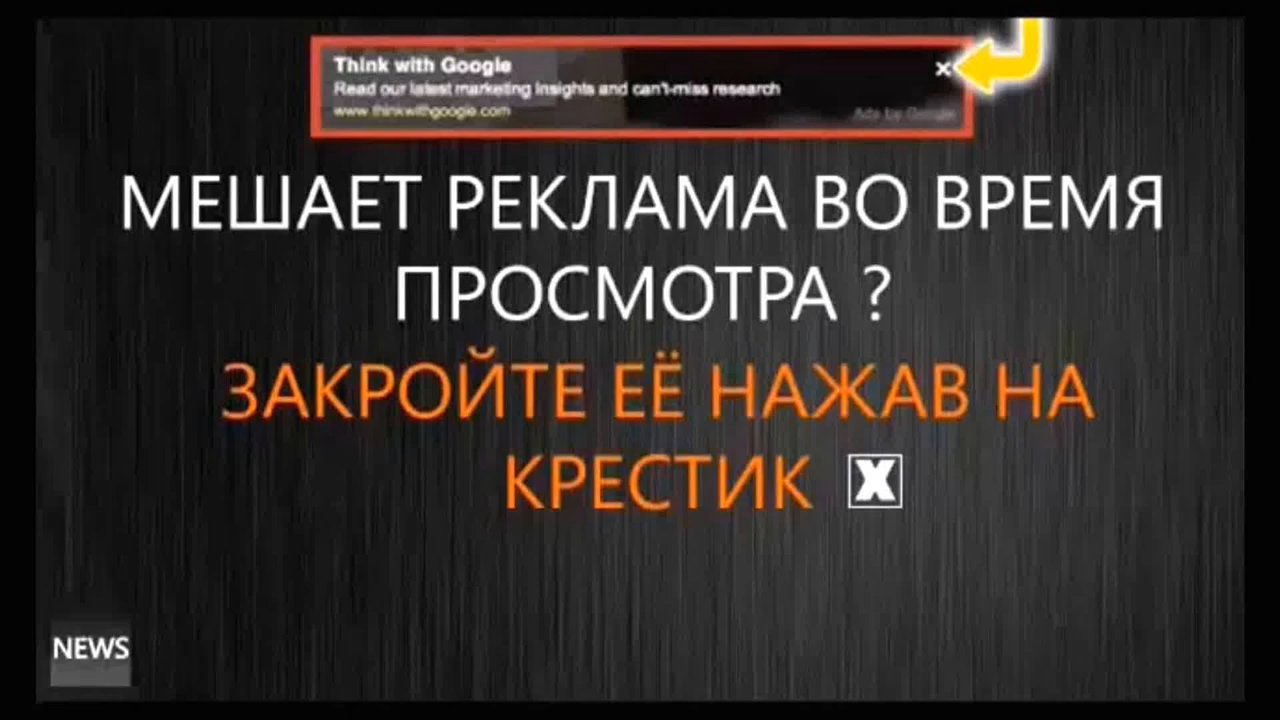 Think with Google
Read our latest marketing insights and can't-miss research
www.thinkwithgoogle.com
Ads by Google
МЕШАЕТ РЕКЛАМА ВО ВРЕМЯ
ПРОСМОТРА ?
ЗАКРОЙТЕ ЕЁ НАЖАВ НА
КРЕСТИК X
NEWS